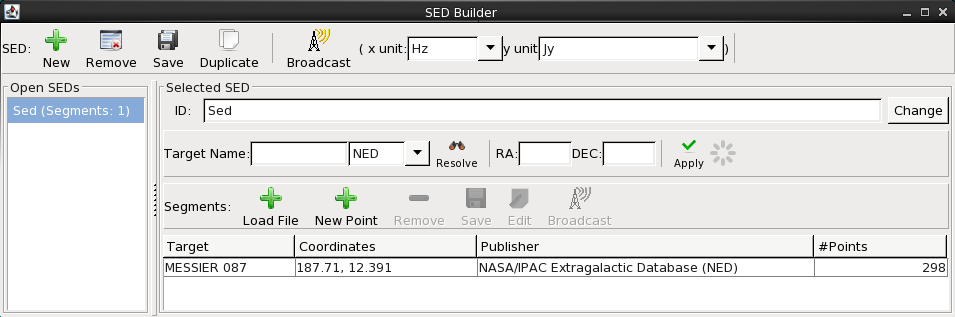 SED Builder
SED: New Remove Save Duplicate Broadcast ( x unit: Hz y unit Jy )
Open SEDs
Sed (Segments: 1)
Selected SED
ID: Sed Change
Target Name: NED Resolve RA: DEC: Apply
Segments: Load File New Point Remove Save Edit Broadcast
Target Coordinates Publisher #Points
MESSIER 087 187.71, 12.391 NASA/IPAC Extragalactic Database (NED) 298